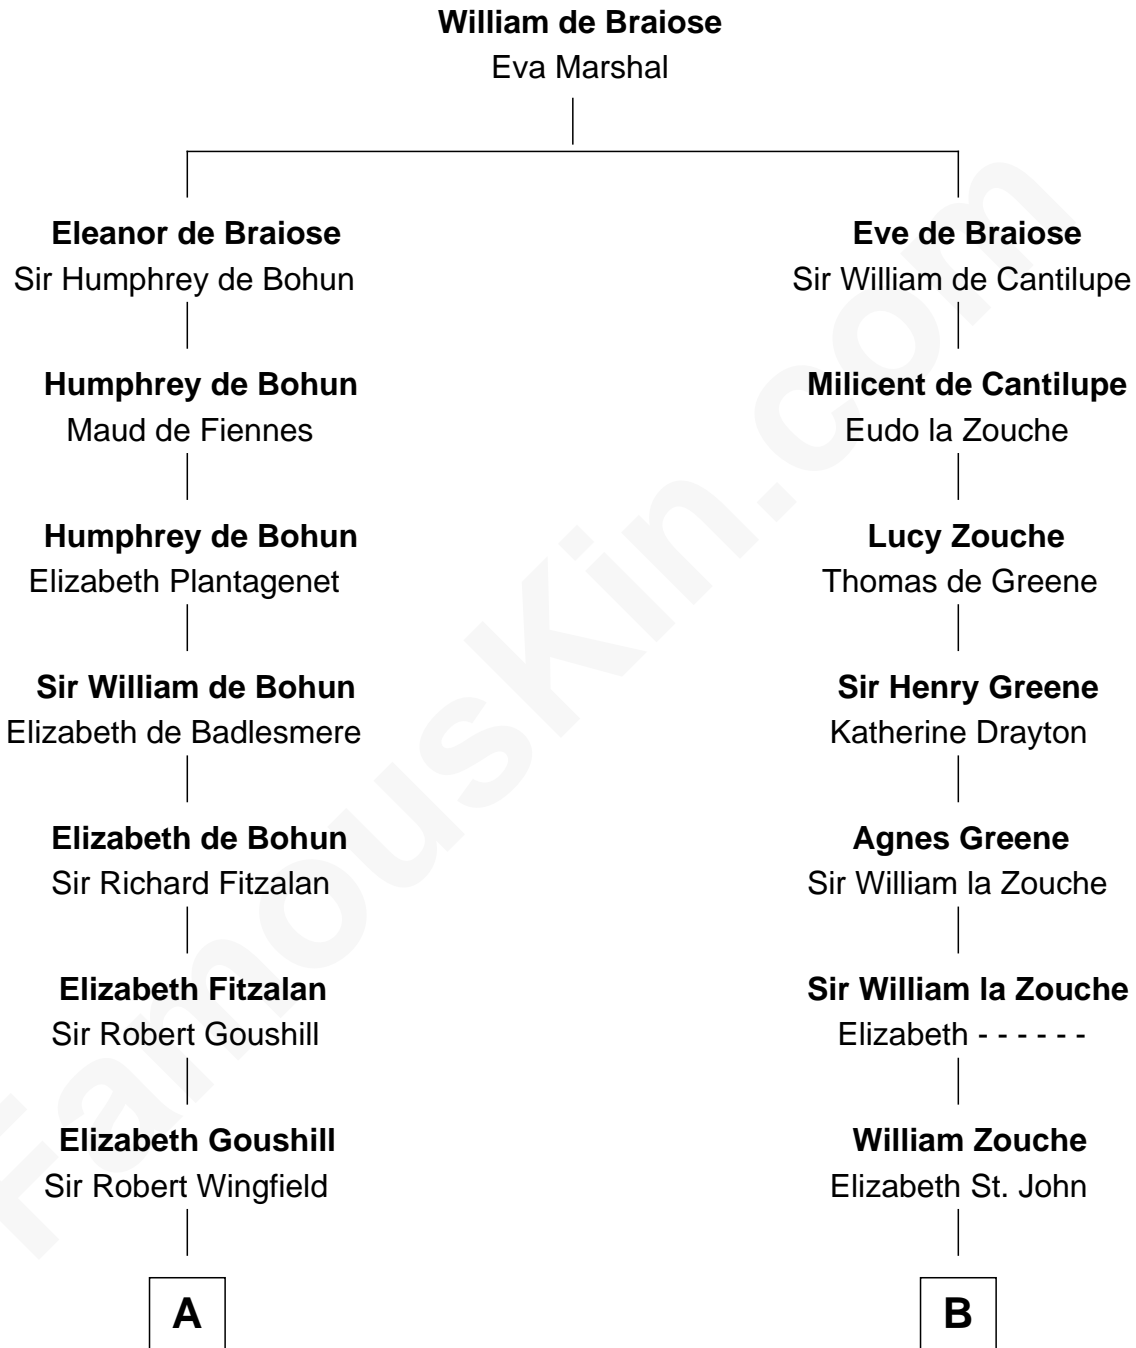 William de Braiose
Eva Marshal
Eleanor de Braiose
Sir Humphrey de Bohun
Humphrey de Bohun
Maud de Fiennes
Humphrey de Bohun
Elizabeth Plantagenet
Sir William de Bohun
Elizabeth de Badlesmere
Elizabeth de Bohun
Sir Richard Fitzalan
Elizabeth Fitzalan
Sir Robert Goushill
Elizabeth Goushill
Sir Robert Wingfield
A
Eve de Braiose
Sir William de Cantilupe
Milicent de Cantilupe
Eudo la Zouche
Lucy Zouche
Thomas de Greene
Sir Henry Greene
Katherine Drayton
Agnes Greene
Sir William la Zouche
Sir William la Zouche
Elizabeth - - - - - -
William Zouche
Elizabeth St. John
B
FamousKin.com